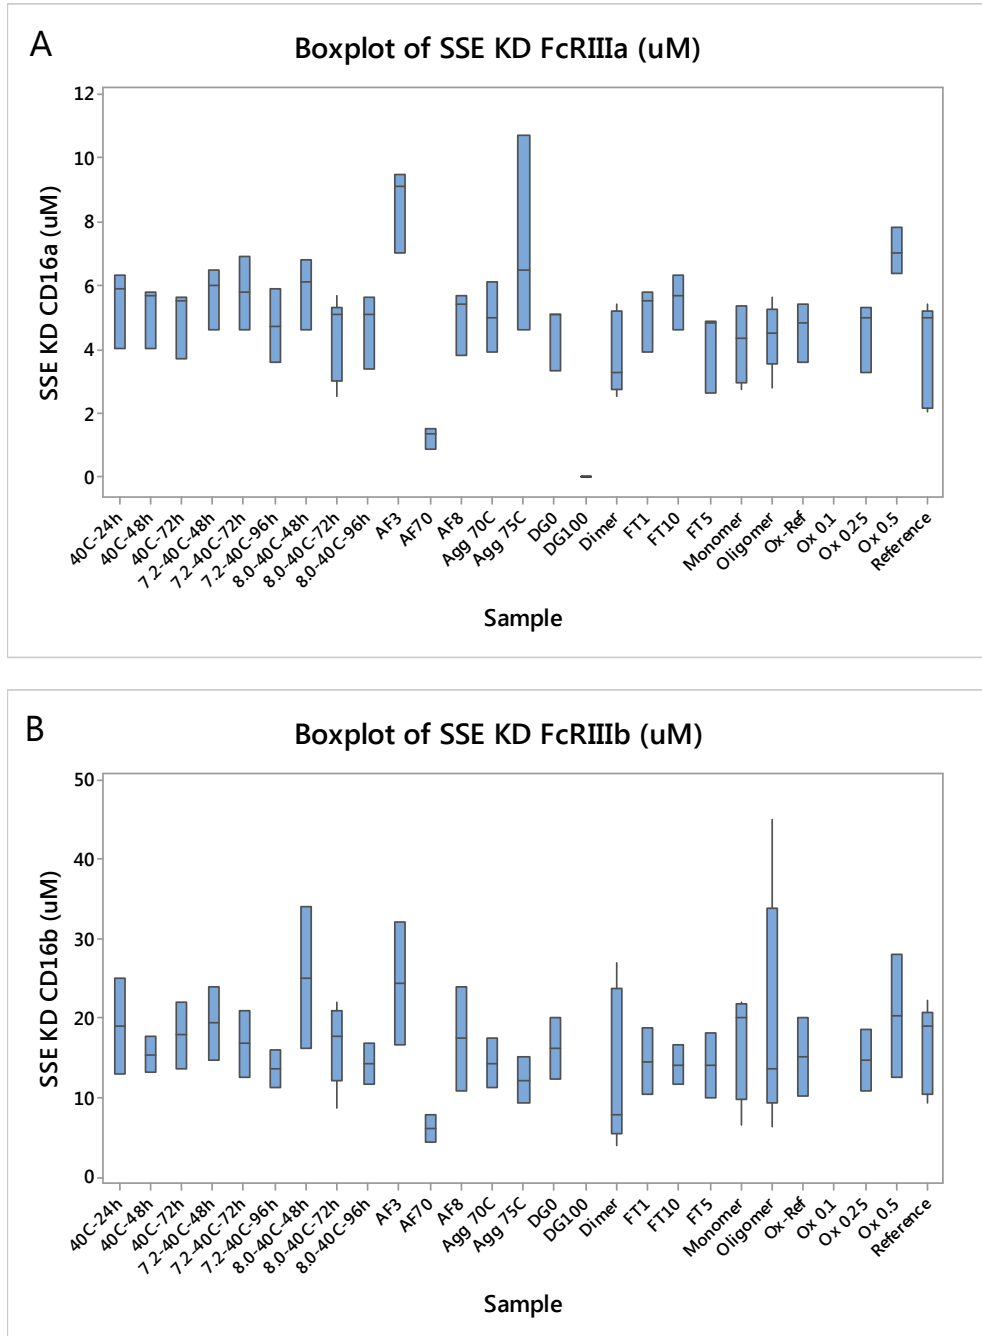 A
Boxplot of SSE KD FcRIIIa (uM)
SSE KD CD16a (uM)
12
10
8
6
4
2
0
40C-24h
40C-48h
40C-72h
7.2-40C-48h
7.2-40C-72h
7.2-40C-96h
8.0-40C-48h
8.0-40C-72h
8.0-40C-96h
AF3
AF70
AF8
Agg 70C
Agg 75C
DG0
DG100
Dimer
FT1
FT10
FT5
Monomer
Oligomer
Ox-Ref
Ox 0.1
Ox 0.25
Ox 0.5
Reference
Sample
B
Boxplot of SSE KD FcRIIIb (uM)
SSE KD CD16b (uM)
50
40
30
20
10
0
40C-24h
40C-48h
40C-72h
7.2-40C-48h
7.2-40C-72h
7.2-40C-96h
8.0-40C-48h
8.0-40C-72h
8.0-40C-96h
AF3
AF70
AF8
Agg 70C
Agg 75C
DG0
DG100
Dimer
FT1
FT10
FT5
Monomer
Oligomer
Ox-Ref
Ox 0.1
Ox 0.25
Ox 0.5
Reference
Sample